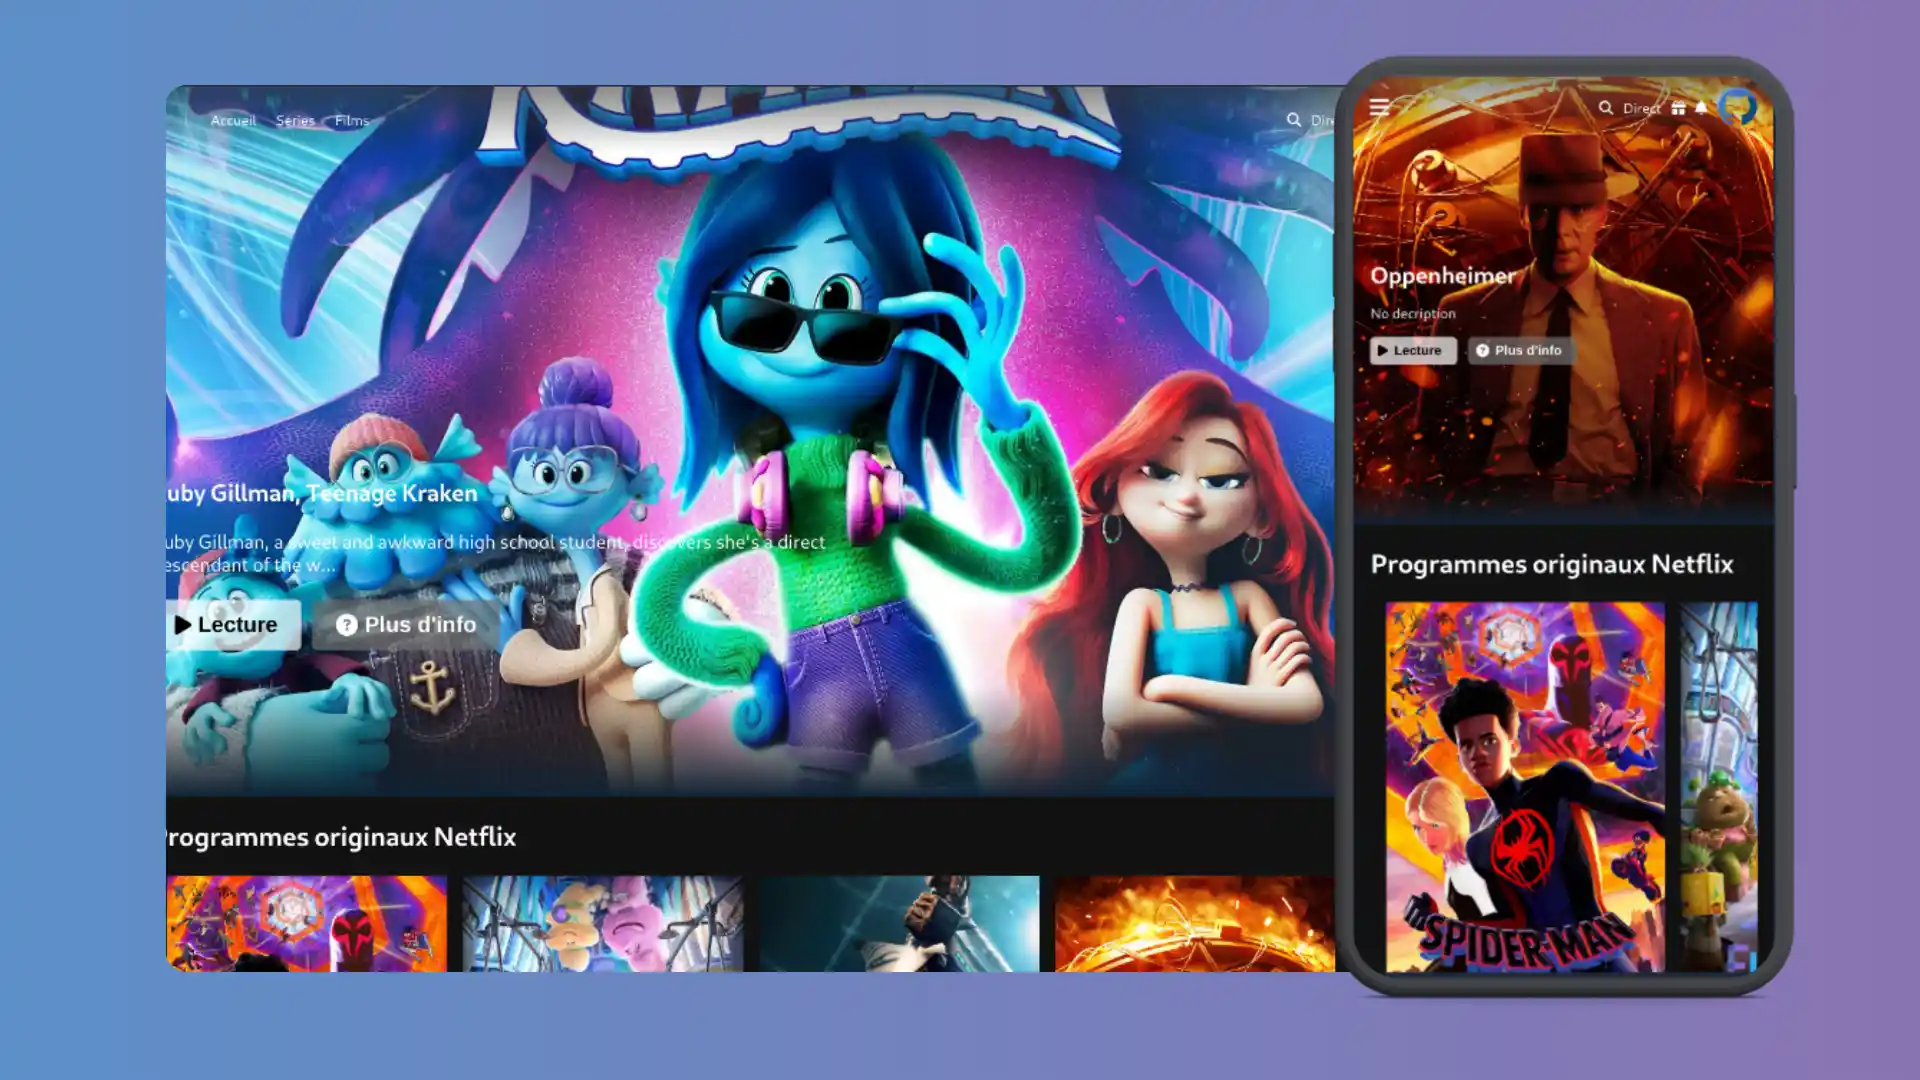 Accueil Series Films
uby Gillman, Teenage Kraken
uby Gillman, a sweet and awkward high school student, discovers she's a direct
escendant of the w...
Lecture Plus d'info
rogrammes originaux Netflix
Direct
Oppenheimer
No decription
Lecture Plus d'info
Programmes originaux Netflix
SPIDER-MAN